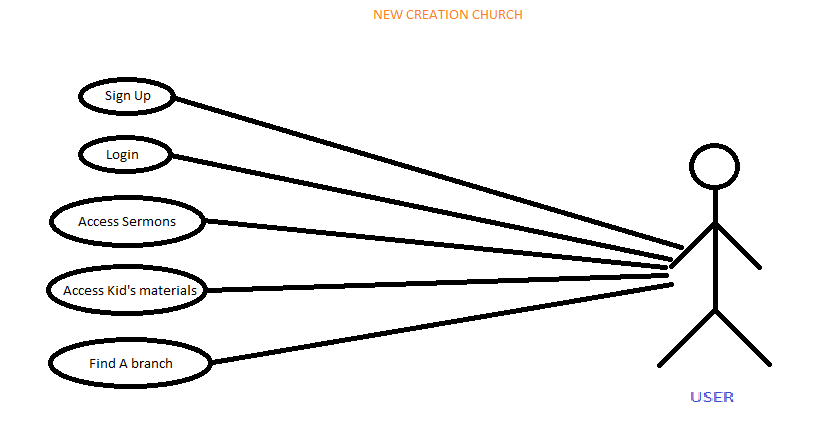 NEW CREATION CHURCH
Sign Up
Login
Access Sermons
Access Kid's materials
Find A branch
USER